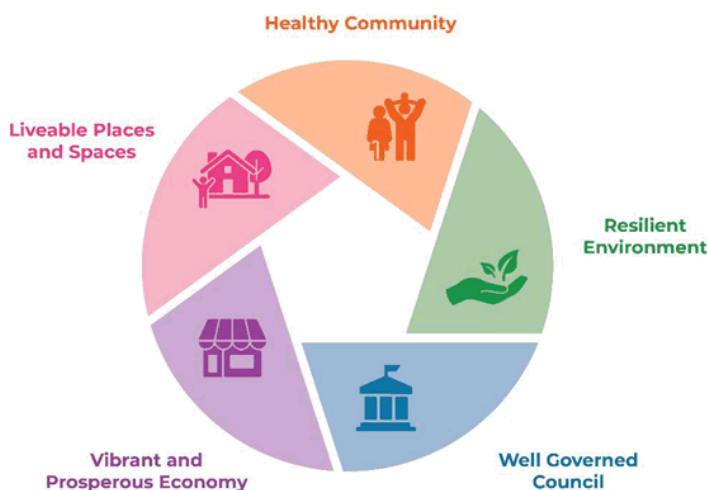 Healthy Community
Liveable Places
and Spaces
Resilient
Environment
Vibrant and
Prosperous Economy
Well Governed
Council